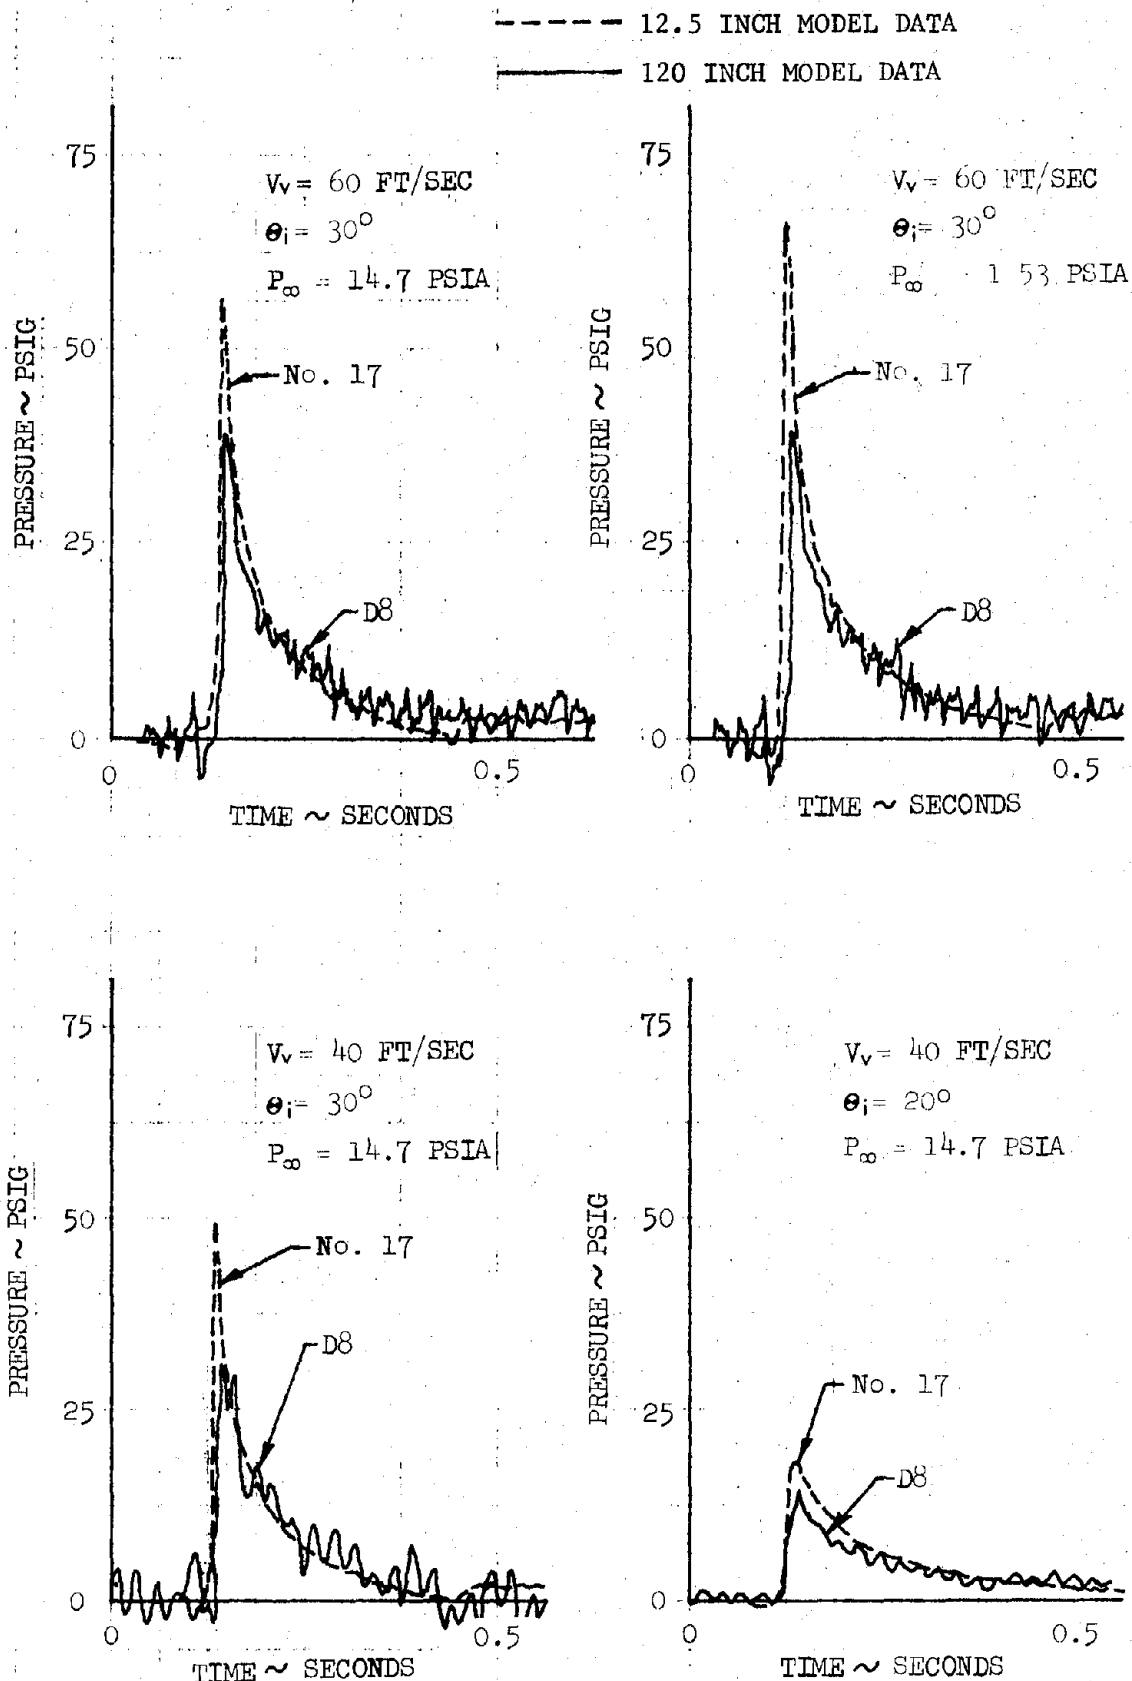 12.5 INCH MODEL DATA
120 INCH MODEL DATA
75
50
25
0
0
0.5
PRESSURE ~ PSIG
TIME ~ SECONDS
Vv = 60 FT/SEC
Θi = 30°
P∞ = 14.7 PSIA
No. 17
D8
75
50
25
0
0
0.5
PRESSURE ~ PSIG
TIME ~ SECONDS
Vv = 60 FT/SEC
Θi = 30°
P∞ 1 53 PSIA
No. 17
D8
75
50
25
0
0
0.5
PRESSURE ~ PSIG
TIME ~ SECONDS
Vv = 40 FT/SEC
Θi = 30°
P∞ = 14.7 PSIA
No. 17
D8
75
50
25
0
0
0.5
PRESSURE ~ PSIG
TIME ~ SECONDS
Vv = 40 FT/SEC
Θi = 20°
P∞ = 14.7 PSIA
No. 17
D8